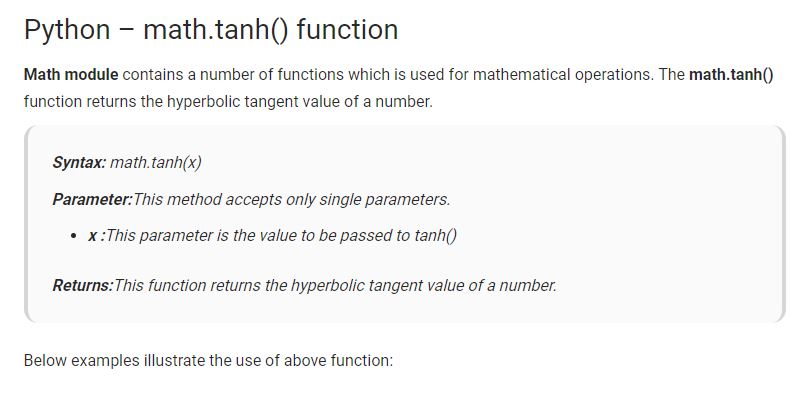 Python – math.tanh() function
Math module contains a number of functions which is used for mathematical operations. The math.tanh()
function returns the hyperbolic tangent value of a number.
Syntax: math.tanh(x)
Parameter:This method accepts only single parameters.
• x :This parameter is the value to be passed to tanh()
Returns:This function returns the hyperbolic tangent value of a number.
Below examples illustrate the use of above function: